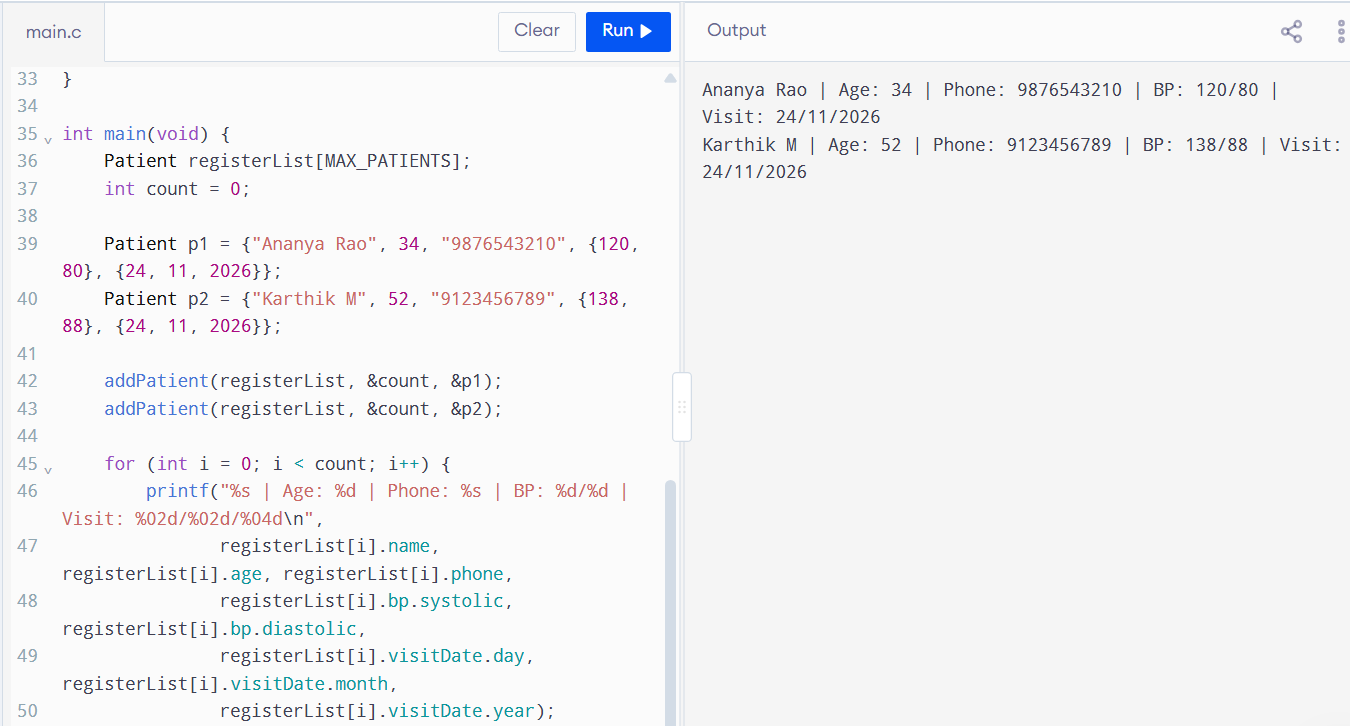 main.c
Clear
Run
Output
33 }
34
35 int main(void) {
36     Patient registerList[MAX_PATIENTS];
37     int count = 0;
38
39     Patient p1 = {"Ananya Rao", 34, "9876543210", {120,
80}, {24, 11, 2026}};
40     Patient p2 = {"Karthik M", 52, "9123456789", {138,
88}, {24, 11, 2026}};
41
42     addPatient(registerList, &count, &p1);
43     addPatient(registerList, &count, &p2);
44
45     for (int i = 0; i < count; i++) {
46         printf("%s | Age: %d | Phone: %s | BP: %d/%d |
Visit: %02d/%02d/%04d\n",
47                registerList[i].name,
registerList[i].age, registerList[i].phone,
48                registerList[i].bp.systolic,
registerList[i].bp.diastolic,
49                registerList[i].visitDate.day,
registerList[i].visitDate.month,
50                registerList[i].visitDate.year);
Ananya Rao | Age: 34 | Phone: 9876543210 | BP: 120/80 |
Visit: 24/11/2026
Karthik M | Age: 52 | Phone: 9123456789 | BP: 138/88 | Visit:
24/11/2026